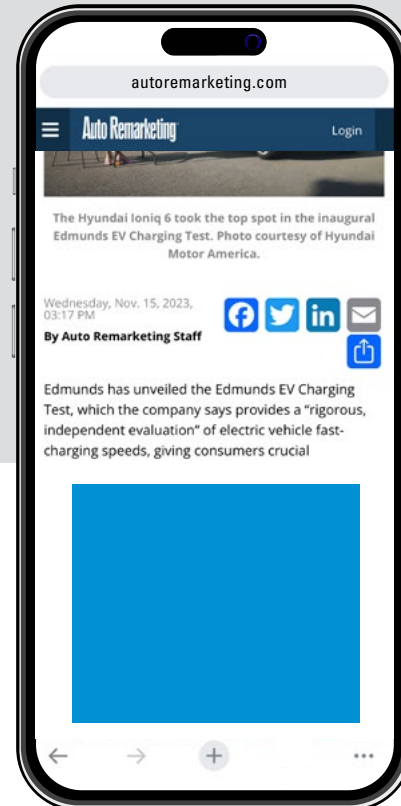 autoremarketing.com
Auto Remarketing
Login
The Hyundai Ioniq 6 took the top spot in the inaugural
Edmunds EV Charging Test. Photo courtesy of Hyundai
Motor America.
Wednesday, Nov. 15, 2023,
03:17 PM
By Auto Remarketing Staff
Edmunds has unveiled the Edmunds EV Charging
Test, which the company says provides a “rigorous,
independent evaluation” of electric vehicle fast-
charging speeds, giving consumers crucial